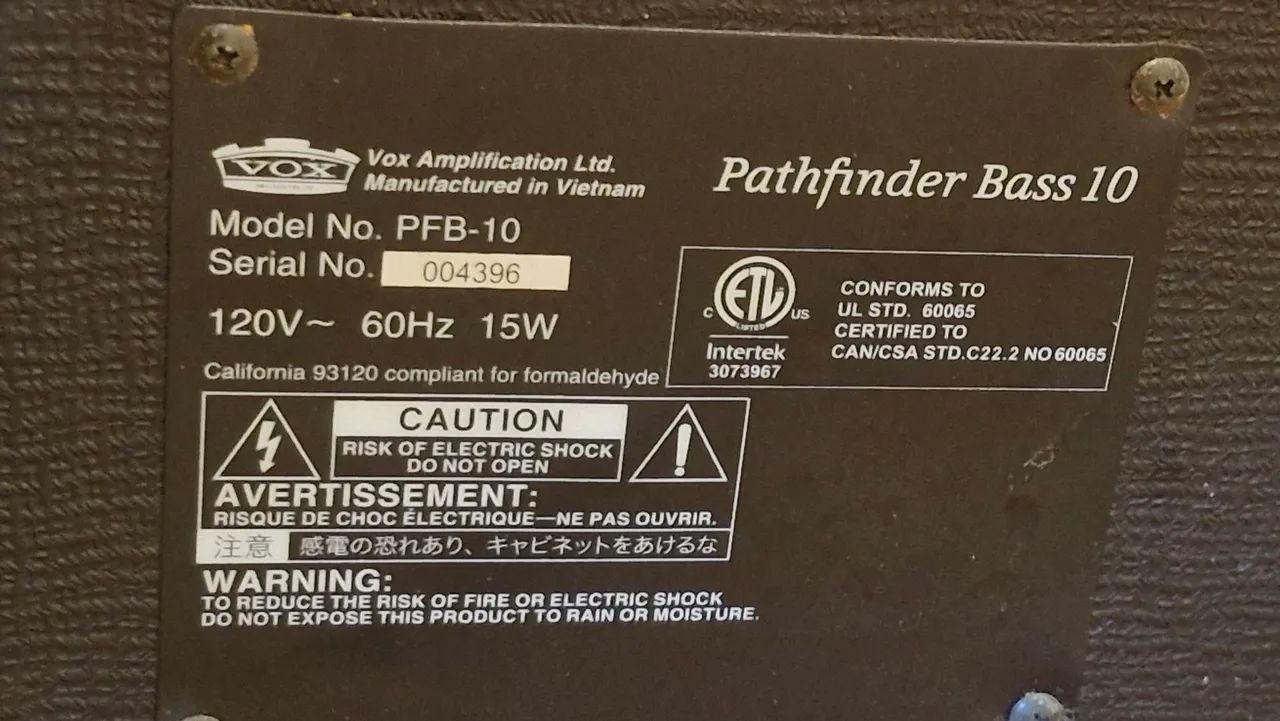 VOX
Vox Amplification Ltd.
Manufactured in Vietnam
Pathfinder Bass 10
Model No. PFB-10
Serial No. 004396
120V~ 60Hz 15W
California 93120 compliant for formaldehyde
ETL
C LISTED US
Intertek
3073967
CONFORMS TO
UL STD. 60065
CERTIFIED TO
CAN/CSA STD.C22.2 NO 60065
CAUTION
RISK OF ELECTRIC SHOCK
DO NOT OPEN
AVERTISSEMENT:
RISQUE DE CHOC ÉLECTRIQUE—NE PAS OUVRIR.
注意 感電の恐れあり、キャビネットをあけるな
WARNING:
TO REDUCE THE RISK OF FIRE OR ELECTRIC SHOCK
DO NOT EXPOSE THIS PRODUCT TO RAIN OR MOISTURE.